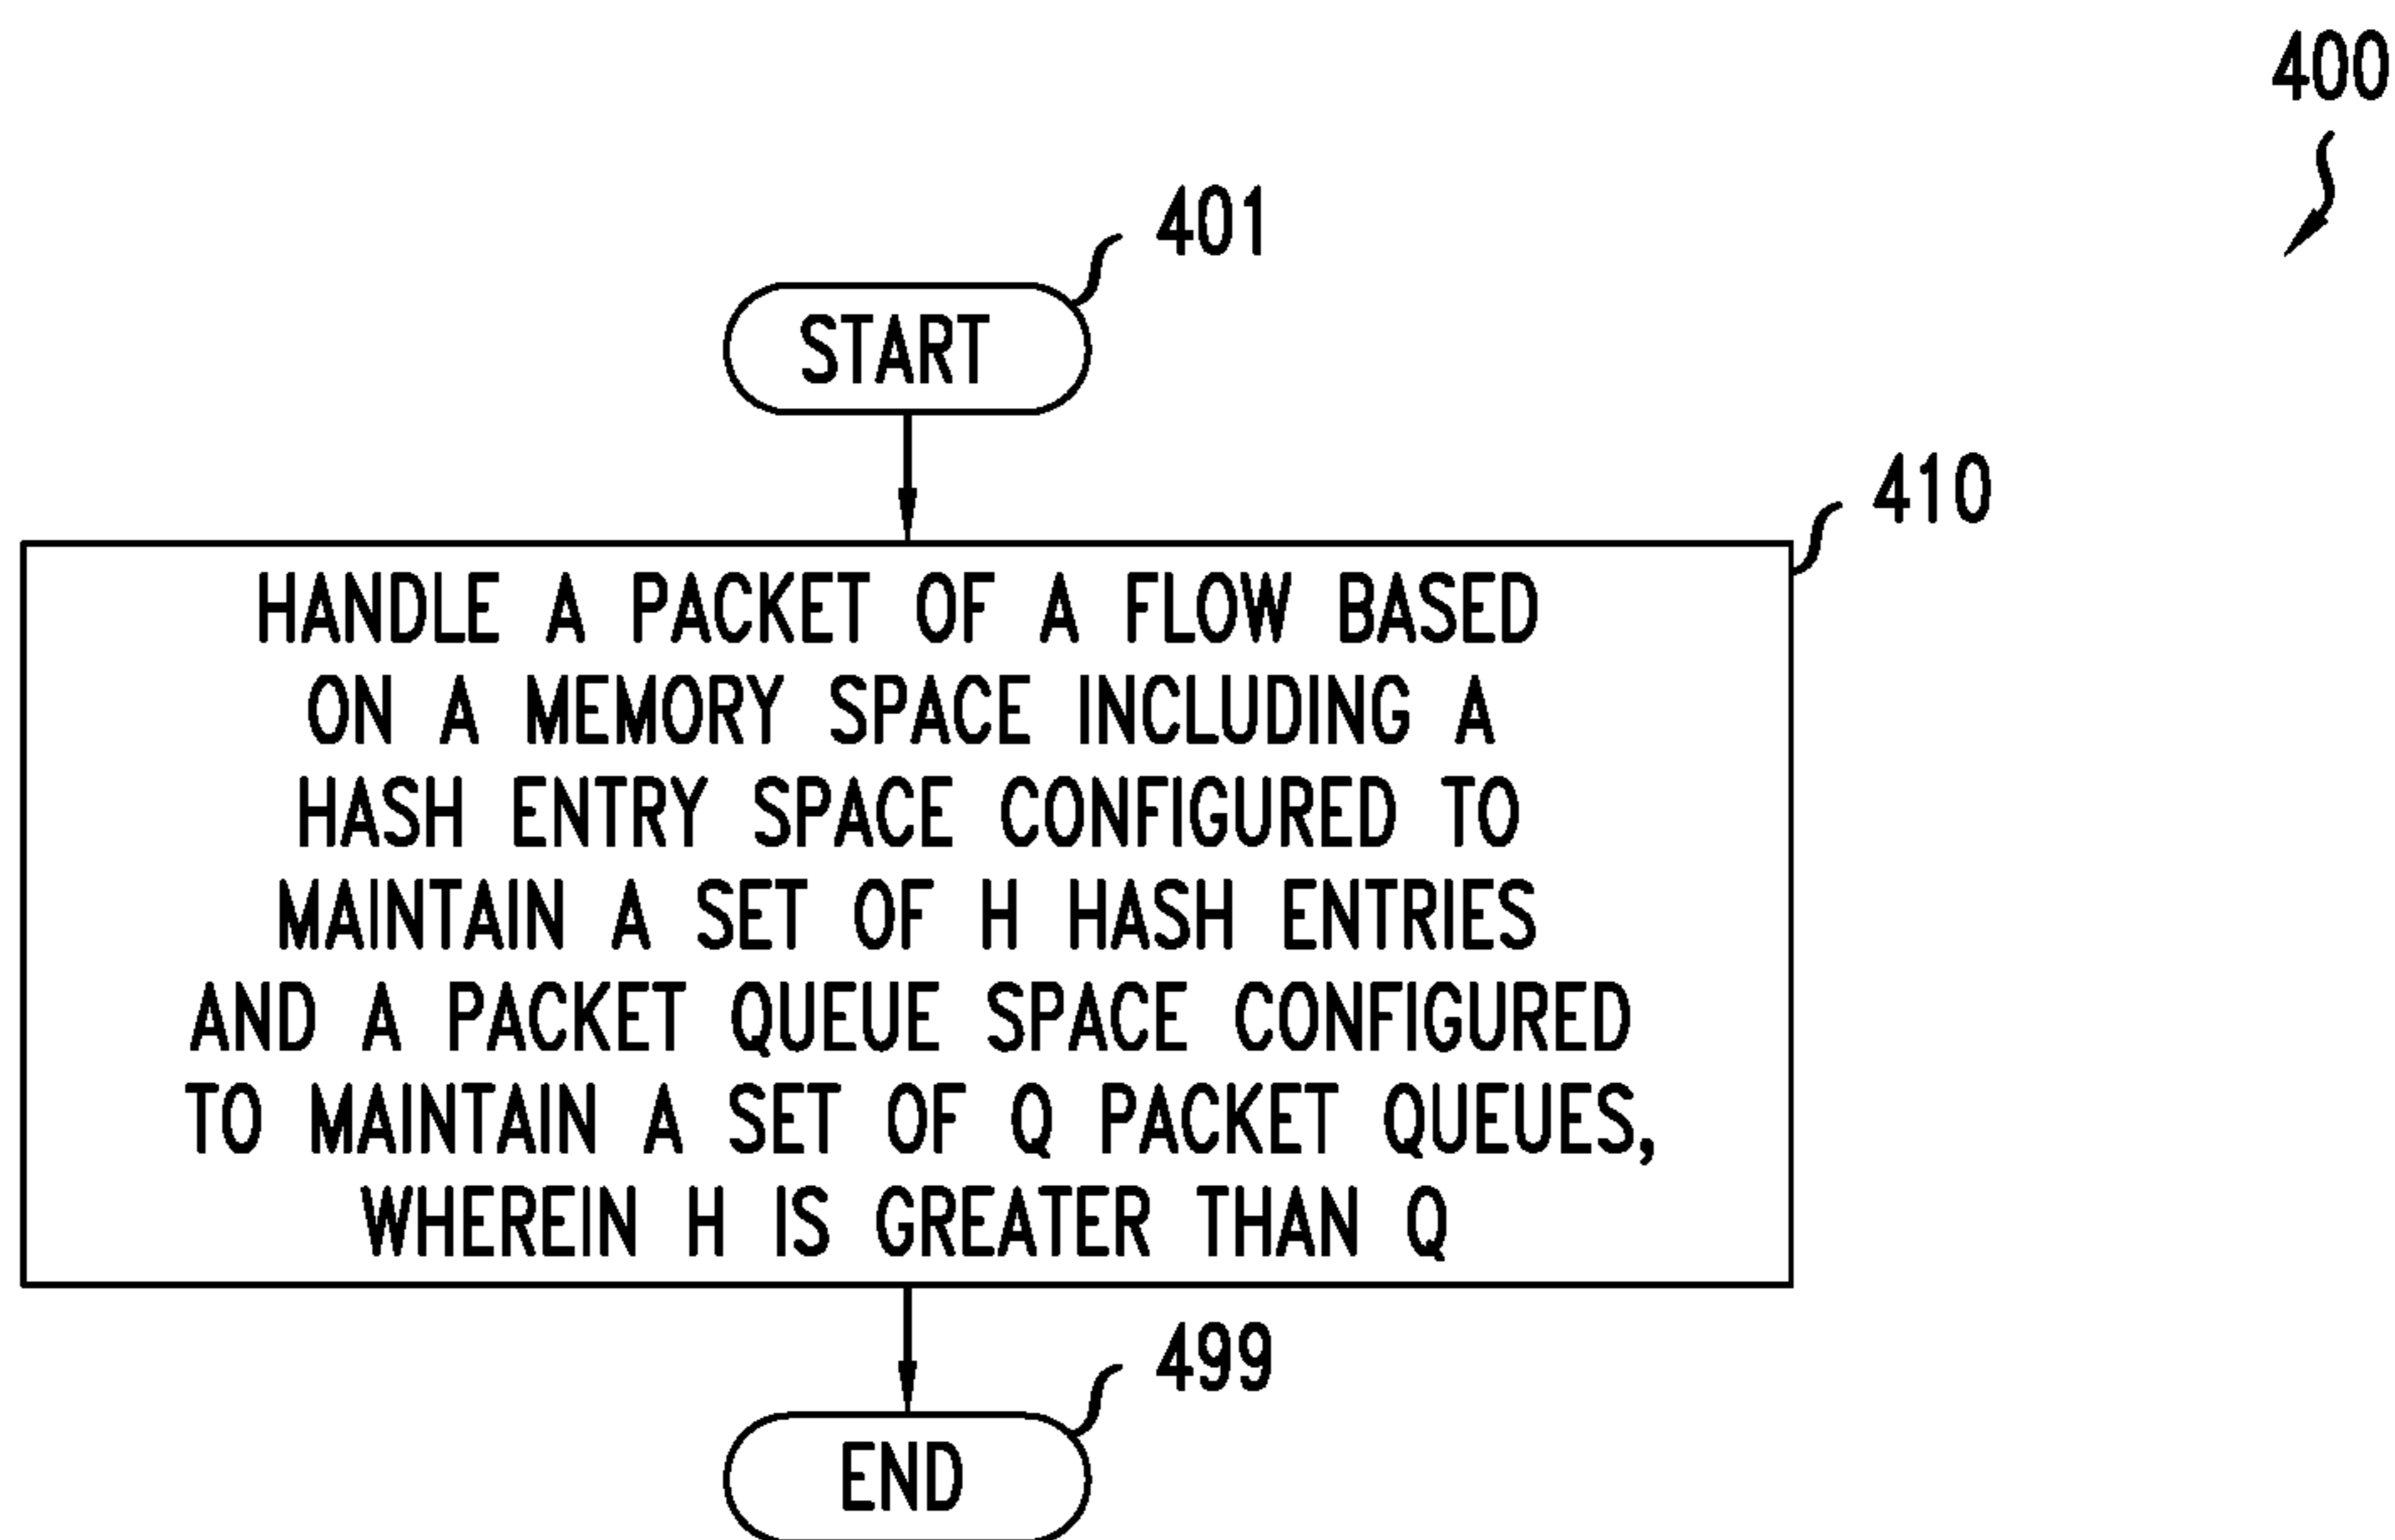 400
401
START
410
HANDLE A PACKET OF A FLOW BASED
ON A MEMORY SPACE INCLUDING A
HASH ENTRY SPACE CONFIGURED TO
MAINTAIN A SET OF H HASH ENTRIES
AND A PACKET QUEUE SPACE CONFIGURED
TO MAINTAIN A SET OF Q PACKET QUEUES,
WHEREIN H IS GREATER THAN Q
499
END